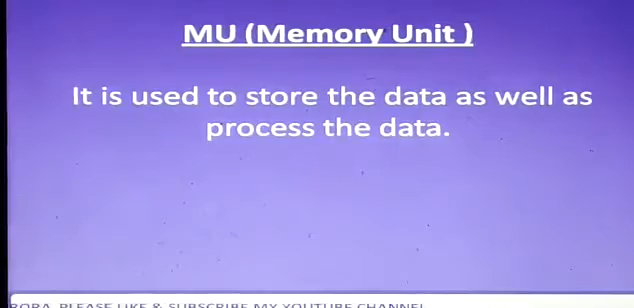 MU (Memory Unit )
It is used to store the data as well as
process the data.
RORA, PLEASE LIKE & SUBSCRIBE MY YOUTUBE CHANNEL